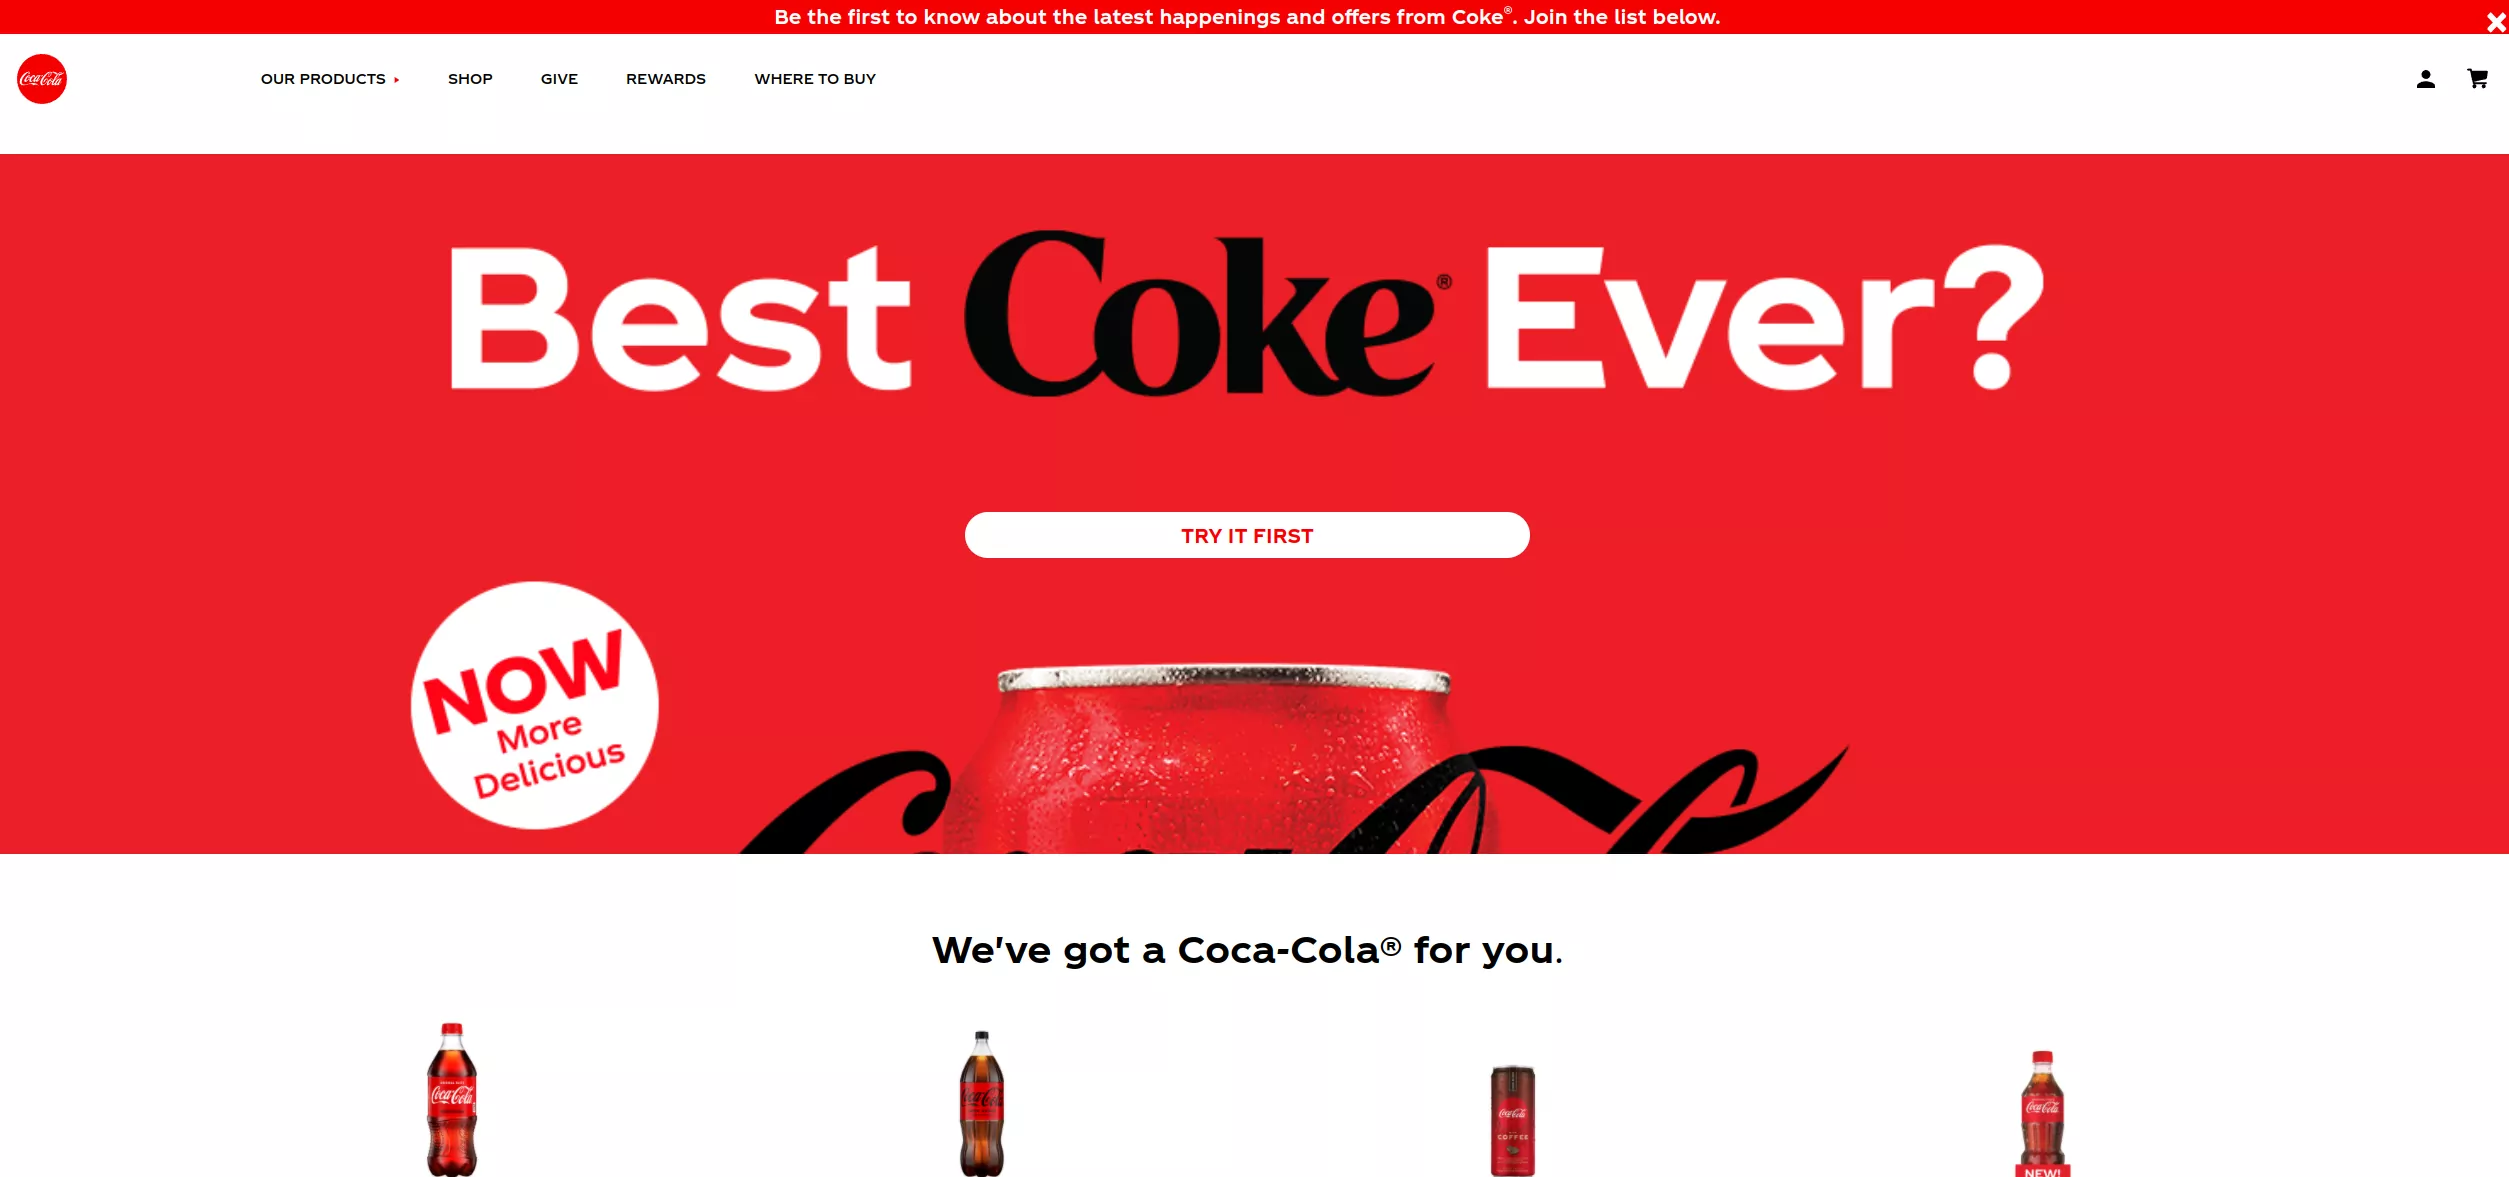 Be the first to know about the latest happenings and offers from Coke®. Join the list below.
Coca-Cola
OUR PRODUCTS
SHOP
GIVE
REWARDS
WHERE TO BUY
Best Coke® Ever?
TRY IT FIRST
NOW
More
Delicious
We've got a Coca-Cola® for you.
Coca-Cola
Coca-Cola
Coca-Cola
COFFEE
Coca-Cola
NEW!